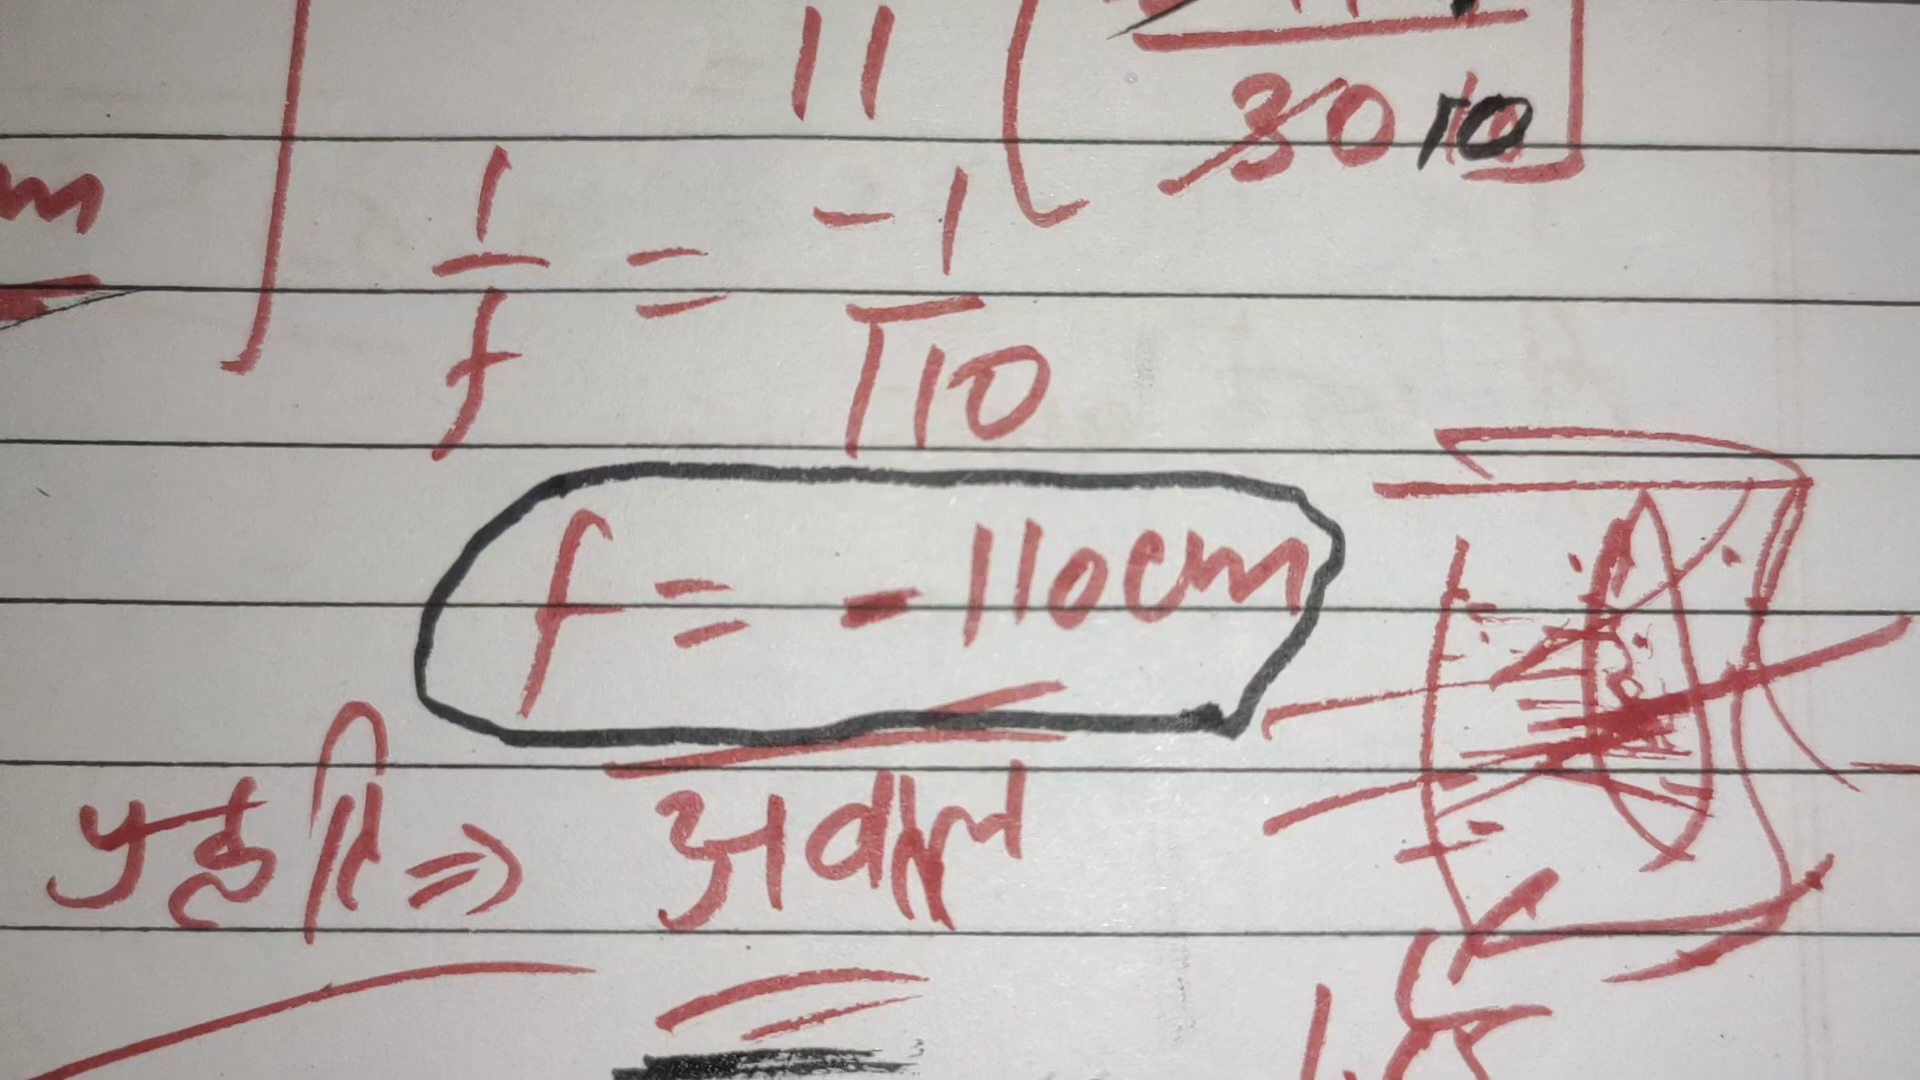 11 ( 30 10
m
1/f = -1/110
f = -110cm
प्रकृति => अवतल